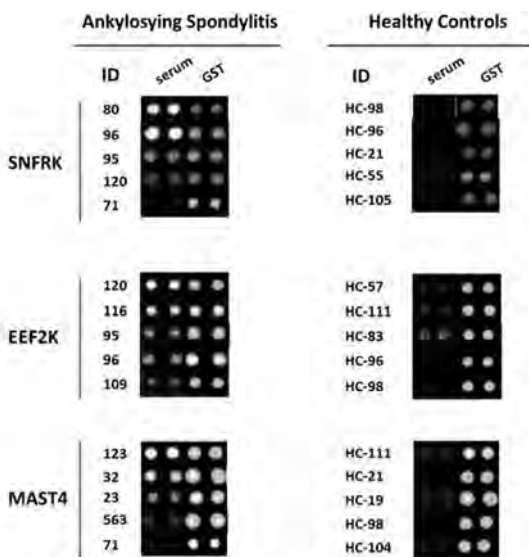 Ankylosying Spondylitis
Healthy Controls
ID serum GST
ID serum GST
SNFRK
80
96
95
120
71
HC-98
HC-96
HC-21
HC-55
HC-105
EEF2K
120
116
95
96
109
HC-57
HC-111
HC-83
HC-96
HC-98
MAST4
123
32
23
563
71
HC-111
HC-21
HC-19
HC-98
HC-104